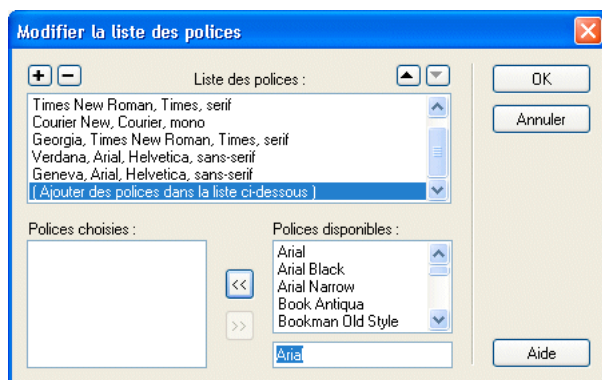 Modifier la liste des polices
+ - Liste des polices :
OK
Times New Roman, Times, serif
Courier New, Courier, mono
Georgia, Times New Roman, Times, serif
Verdana, Arial, Helvetica, sans-serif
Geneva, Arial, Helvetica, sans-serif
( Ajouter des polices dans la liste ci-dessous )
Annuler
Polices choisies :
Polices disponibles :
Arial
Arial Black
Arial Narrow
Book Antiqua
Bookman Old Style
<<
>>
Arial
Aide